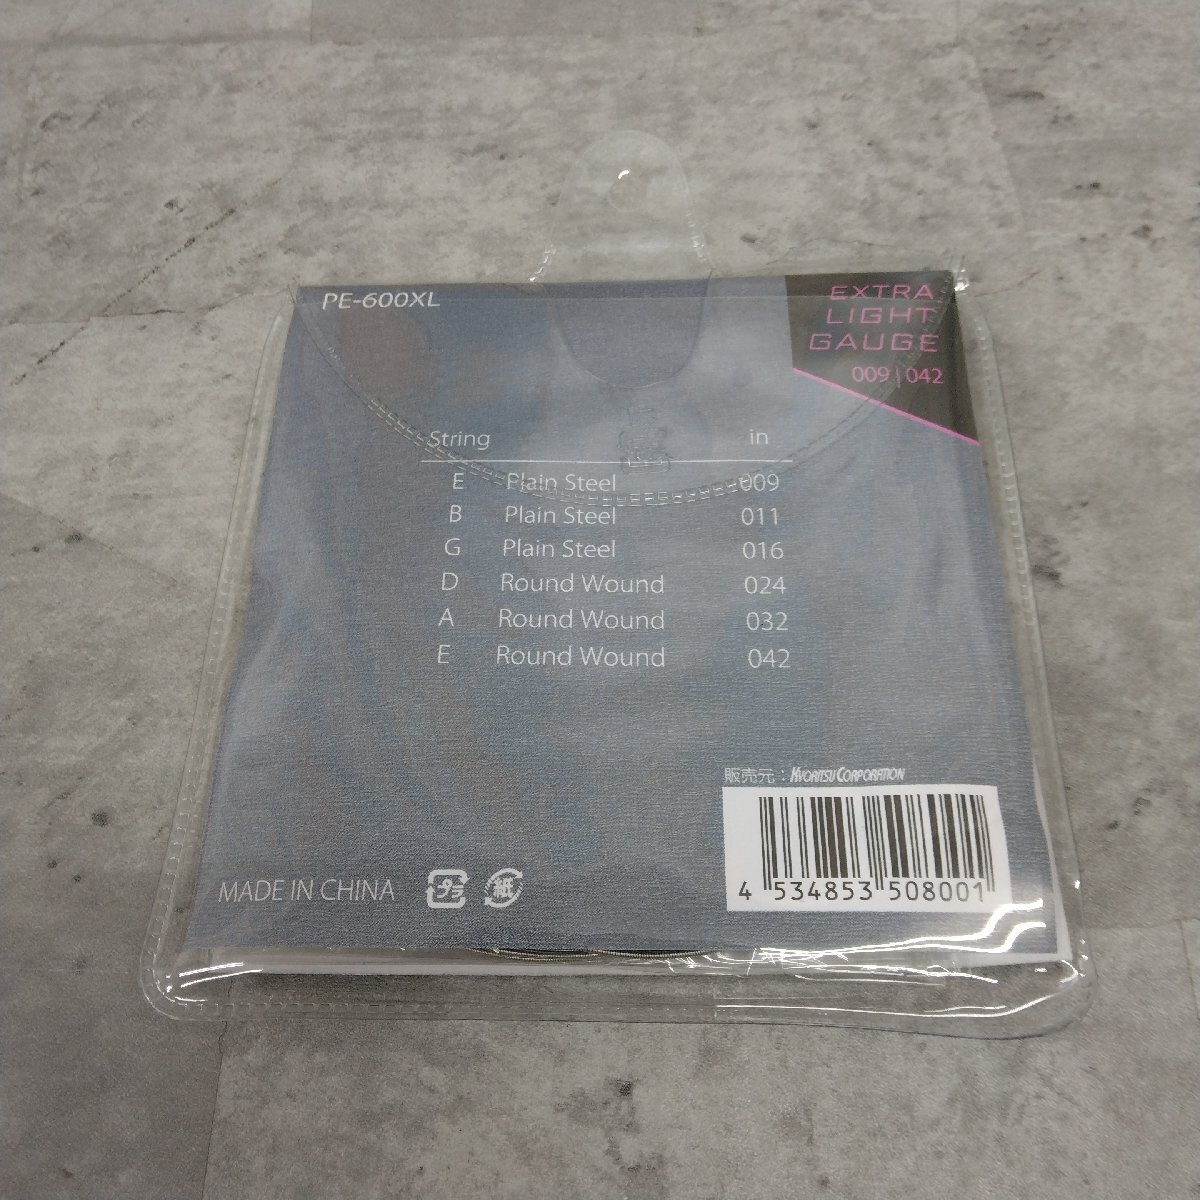 PE-600XL
EXTRA
LIGHT
GAUGE
009 | 042
String in
E Plain Steel 009
B Plain Steel 011
G Plain Steel 016
D Round Wound 024
A Round Wound 032
E Round Wound 042
販売元：KYORITSU CORPORATION
4 534853 508001
MADE IN CHINA プラ 紙